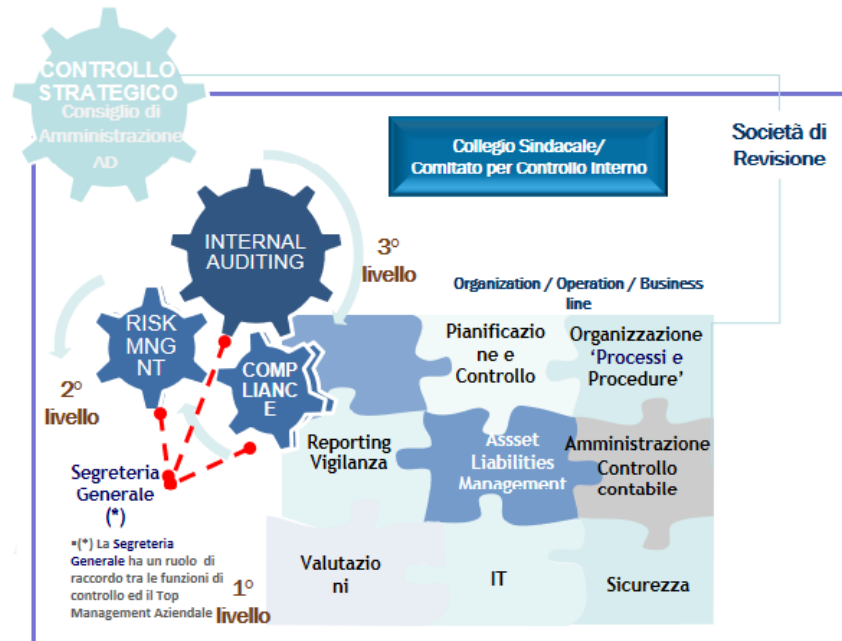 CONTROLLO
STRATEGICO
Consiglio di
Amministrazione
AD
Collegio Sindacale/
Comitato per Controllo Interno
Società di
Revisione
INTERNAL
AUDITING
3°
livello
Organization / Operation / Business
line
RISK
MNG
NT
COMP
LIANC
E
2°
livello
Pianificazio
ne e
Controllo
Organizzazione
‘Processi e
Procedure’
Reporting
Vigilanza
Assset
Liabilities
Management
Amministrazione
Controllo
contabile
Segreteria
Generale
(*)
▪(*) La Segreteria
Generale ha un ruolo di
raccordo tra le funzioni di
controllo ed il Top
Management Aziendale
1°
livello
Valutazio
ni
IT
Sicurezza